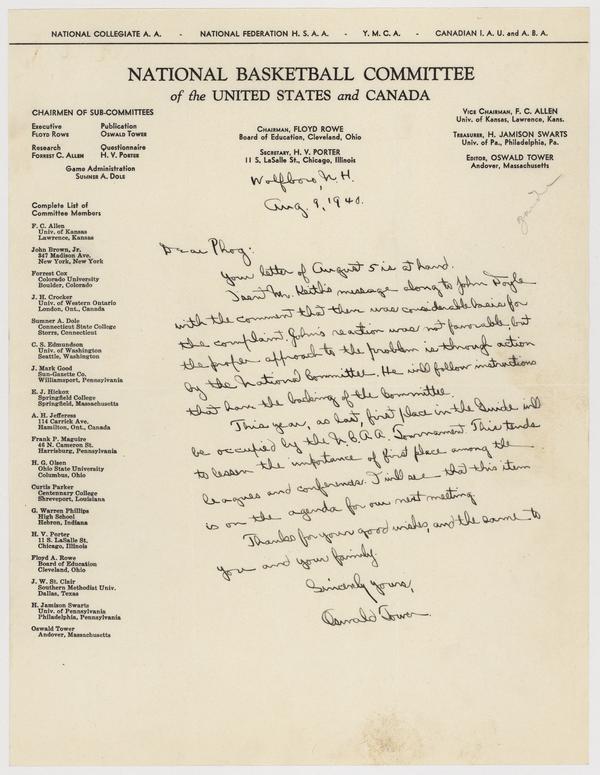 NATIONAL COLLEGIATE A. A. - NATIONAL FEDERATION H. S. A. A. - Y. M. C. A. - CANADIAN I. A. U. and A. B. A.
NATIONAL BASKETBALL COMMITTEE
of the UNITED STATES and CANADA
CHAIRMEN OF SUB-COMMITTEES
Executive
FLOYD ROWE
Publication
OSWALD TOWER
Research
FORREST C. ALLEN
Questionnaire
H. V. PORTER
Game Administration
SUMNER A. DOLE
CHAIRMAN, FLOYD ROWE
Board of Education, Cleveland, Ohio
SECRETARY, H. V. PORTER
11 S. LaSalle St., Chicago, Illinois
VICE CHAIRMAN, F. C. ALLEN
Univ. of Kansas, Lawrence, Kans.
TREASURER, H. JAMISON SWARTS
Univ. of Pa., Philadelphia, Pa.
EDITOR, OSWALD TOWER
Andover, Massachusetts
Complete List of
Committee Members
F. C. Allen
Univ. of Kansas
Lawrence, Kansas
John Brown, Jr.
347 Madison Ave.
New York, New York
Forrest Cox
Colorado University
Boulder, Colorado
J. H. Crocker
Univ. of Western Ontario
London, Ont., Canada
Sumner A. Dole
Connecticut State College
Storrs, Connecticut
C. S. Edmundson
Univ. of Washington
Seattle, Washington
J. Mark Good
Sun-Gazette Co.
Williamsport, Pennsylvania
E. J. Hickox
Springfield College
Springfield, Massachusetts
A. H. Jefferess
114 Carrick Ave.
Hamilton, Ont., Canada
Frank P. Maguire
46 N. Cameron St.
Harrisburg, Pennsylvania
H. G. Olsen
Ohio State University
Columbus, Ohio
Curtis Parker
Centenary College
Shreveport, Louisiana
G. Warren Phillips
High School
Hebron, Indiana
H. V. Porter
11 S. LaSalle St.
Chicago, Illinois
Floyd A. Rowe
Board of Education
Cleveland, Ohio
J. W. St. Clair
Southern Methodist Univ.
Dallas, Texas
H. Jamison Swarts
Univ. of Pennsylvania
Philadelphia, Pennsylvania
Oswald Tower
Andover, Massachusetts
Wolfboro, N. H.
Aug. 9, 1940.
Dear Phog:
Your letter of August 5 is at hand.
I sent Mr. Keith's message along to John Doyle
with the comment that there was considerable basis for
the complaint. John's reaction was not favorable, but
the proper approach to the problem is through action
by the National Committee. He will follow instructions
that have the backing of the Committee.
This year, as last, first place in the Guide will
be occupied by the N.C.A.A. Tournament. This tends
to lessen the importance of first place among the
leagues and conferences. I will see that this item
is on the agenda for our next meeting.
Thanks for your good wishes, and the same to
you and your family.
Sincerely yours,
Oswald Tower.